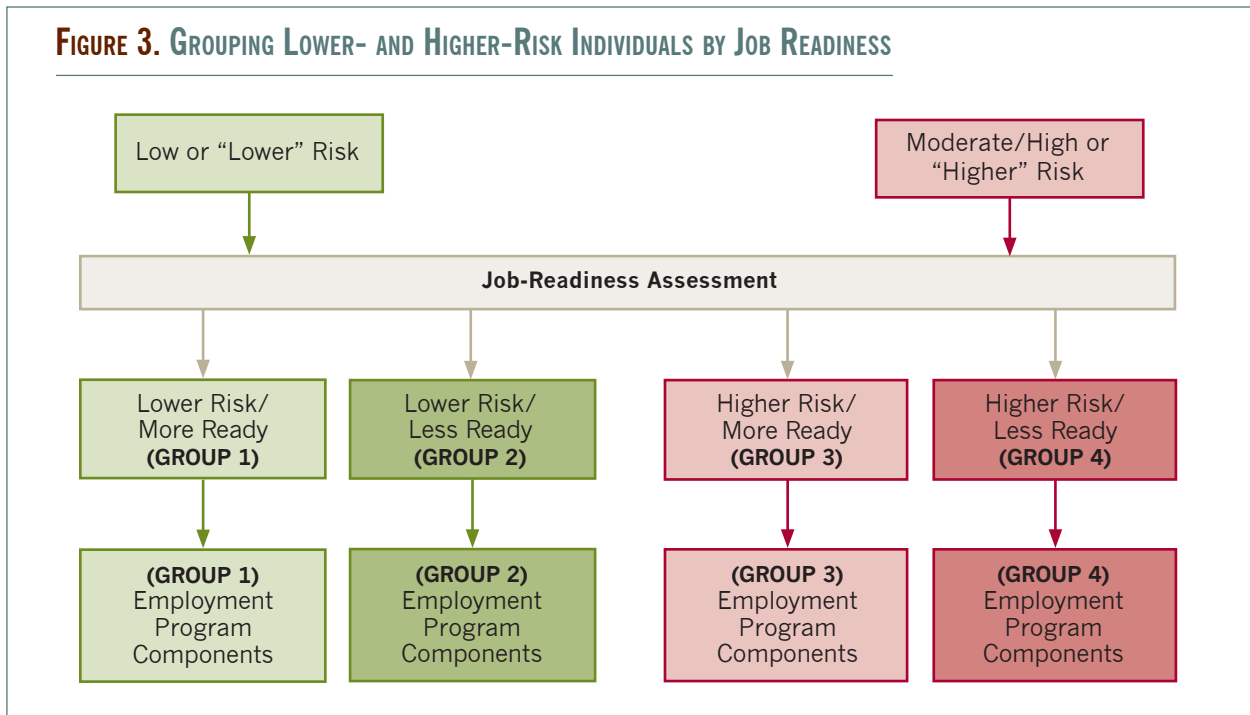 FIGURE 3. GROUPING LOWER- AND HIGHER-RISK INDIVIDUALS BY JOB READINESS
Low or “Lower” Risk
Moderate/High or
“Higher” Risk
Job-Readiness Assessment
Lower Risk/
More Ready
(GROUP 1)
Lower Risk/
Less Ready
(GROUP 2)
Higher Risk/
More Ready
(GROUP 3)
Higher Risk/
Less Ready
(GROUP 4)
(GROUP 1)
Employment
Program
Components
(GROUP 2)
Employment
Program
Components
(GROUP 3)
Employment
Program
Components
(GROUP 4)
Employment
Program
Components